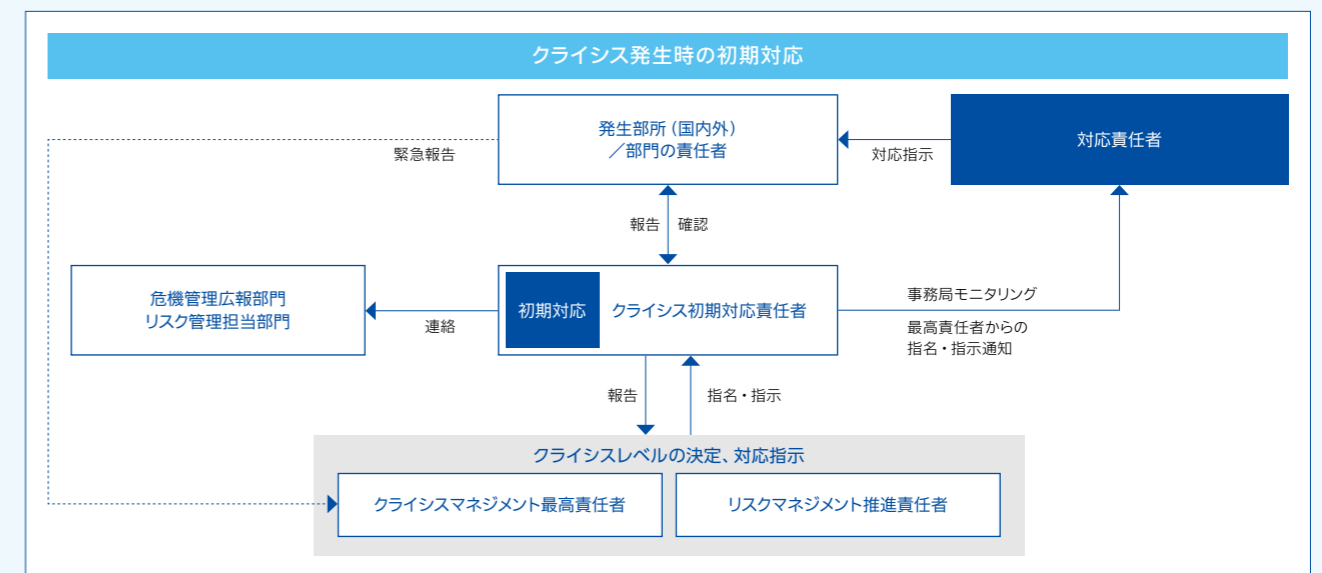 クライシス発生時の初期対応
発生部所（国内外）
／部門の責任者
対応責任者
緊急報告
対応指示
報告
確認
危機管理広報部門
リスク管理担当部門
連絡
初期対応
クライシス初期対応責任者
事務局モニタリング
最高責任者からの
指名・指示通知
報告
指名・指示
クライシスレベルの決定、対応指示
クライシスマネジメント最高責任者
リスクマネジメント推進責任者